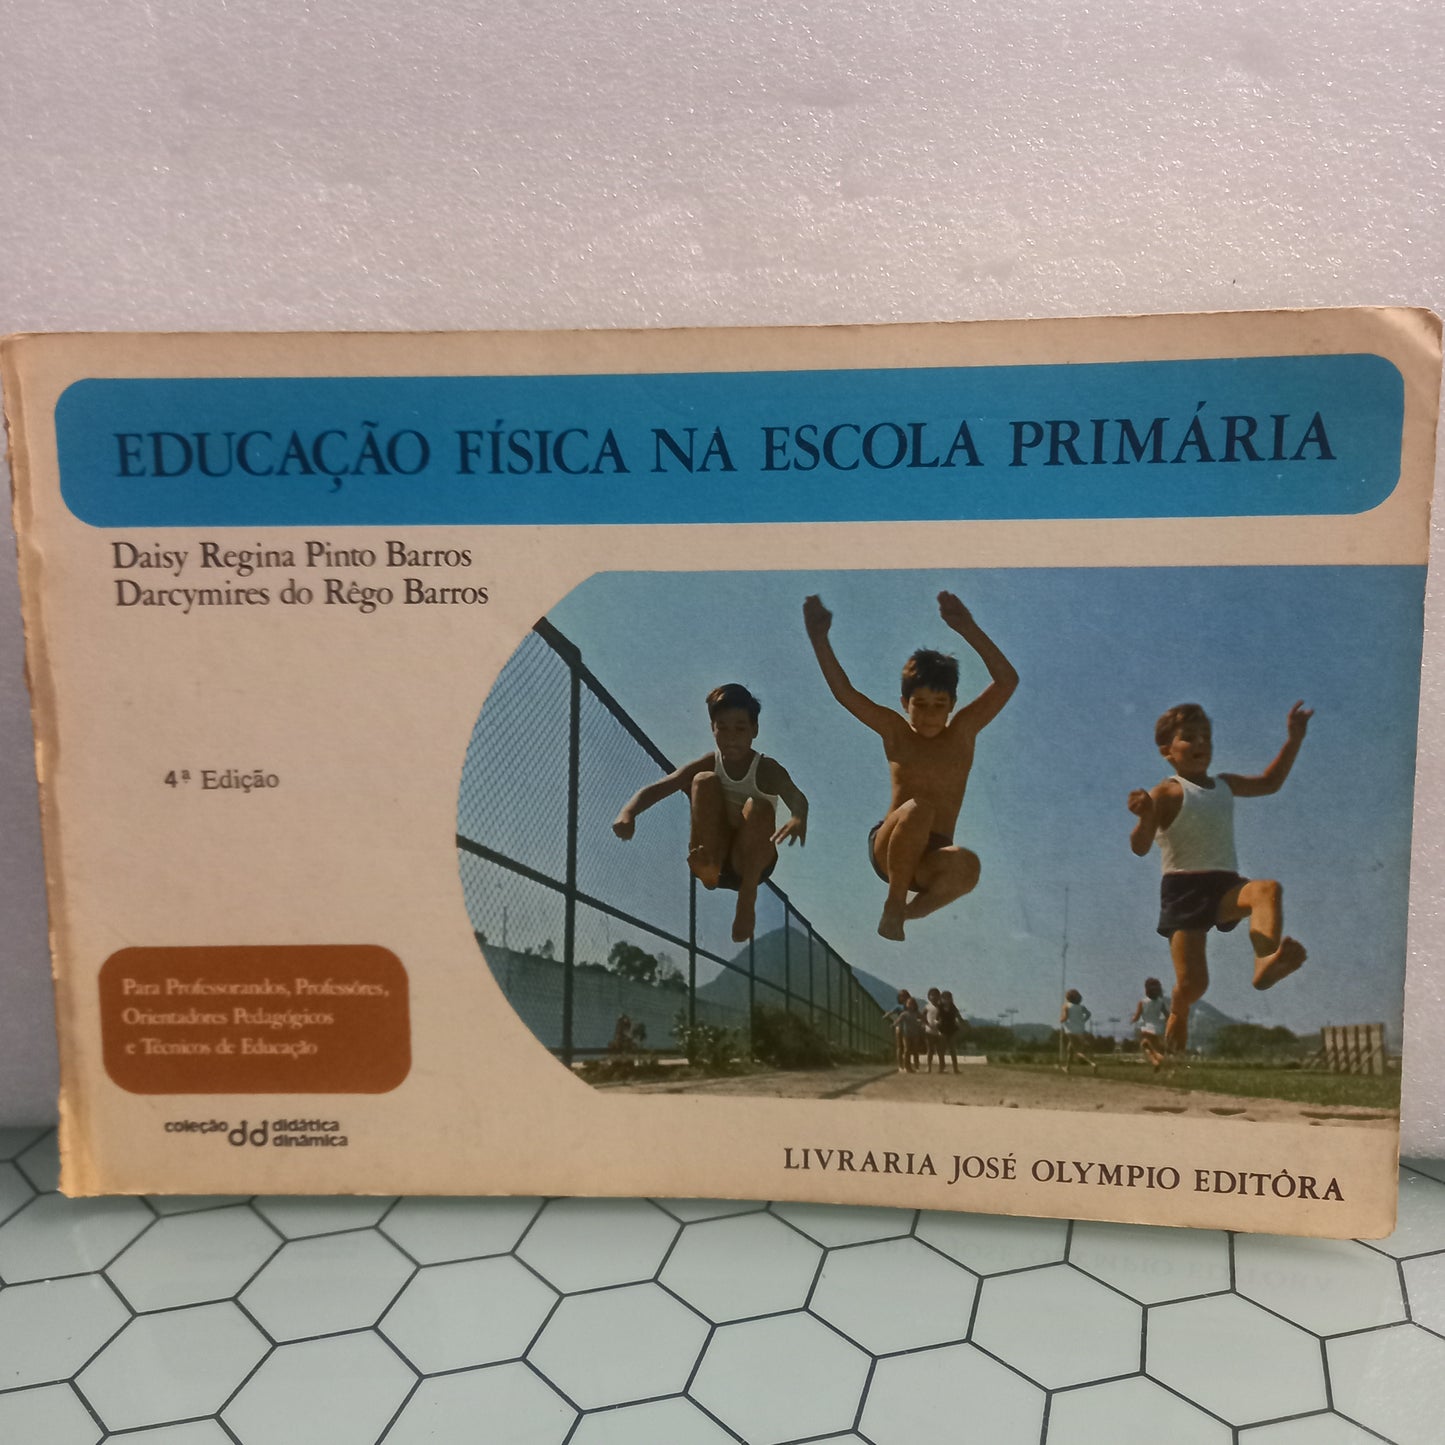 EDUCAÇÃO FÍSICA NA ESCOLA PRIMÁRIA
Daisy Regina Pinto Barros
Darcymires do Rêgo Barros
4ª Edição
Para Professorandos, Professôres,
Orientadores Pedagógicos
e Técnicos de Educação
coleção dd didática
dinâmica
LIVRARIA JOSÉ OLYMPIO EDITÔRA